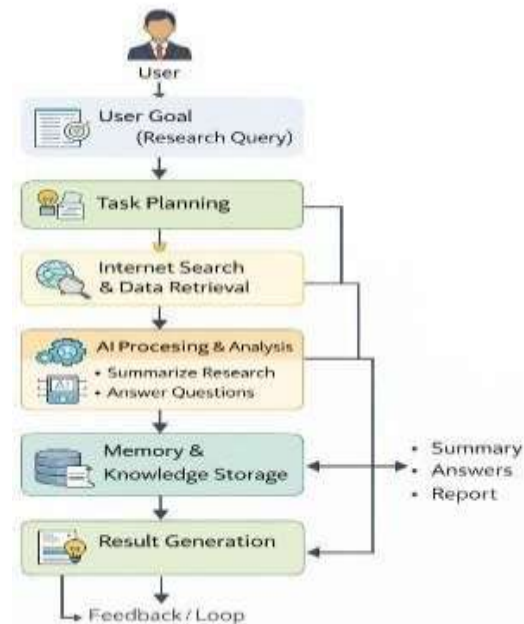 User
User Goal
(Research Query)
Task Planning
Internet Search
& Data Retrieval
AI Procesing & Analysis
• Summarize Research
• Answer Questions
Memory &
Knowledge Storage
• Summary
• Answers
• Report
Result Generation
Feedback / Loop